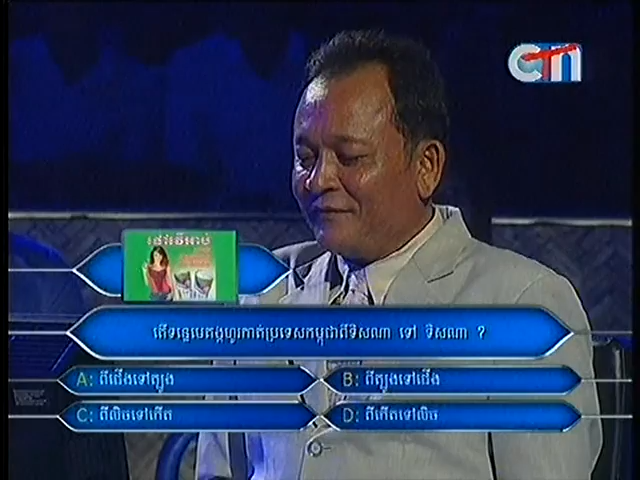 CTN
តើទន្លេមេគង្គហូរកាត់ប្រទេសកម្ពុជាពីទិសណា ទៅ ទិសណា ?
A: ពីជើងទៅត្បូង
B: ពីត្បូងទៅជើង
C: ពីលិចទៅកើត
D: ពីកើតទៅលិច